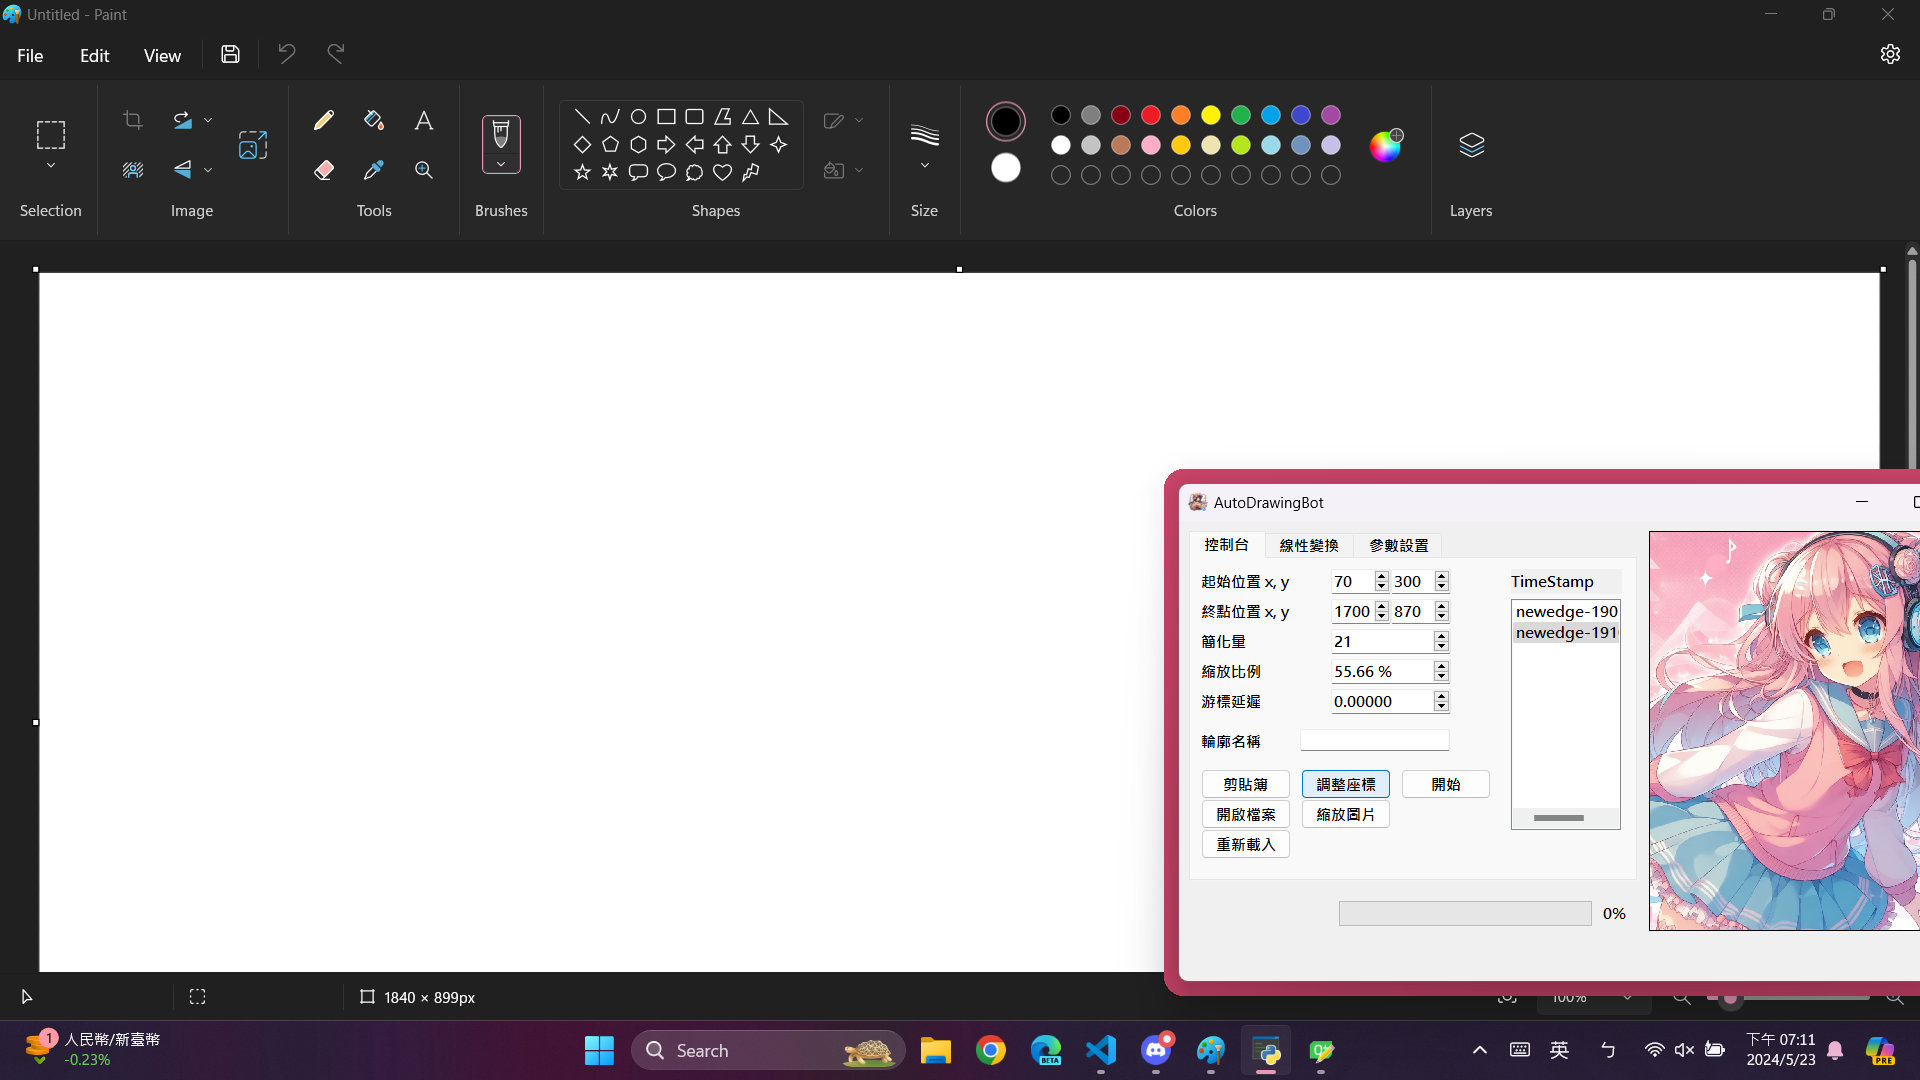 Untitled - Paint
File
Edit
View
Selection
Image
Tools
Brushes
Shapes
Size
Colors
Layers
AutoDrawingBot
控制台
線性變換
參數設置
起始位置 x, y
70
300
TimeStamp
終點位置 x, y
1700
870
newedge-190
簡化量
21
newedge-191
縮放比例
55.66 %
游標延遲
0.00000
輪廓名稱
剪貼簿
調整座標
開始
開啟檔案
縮放圖片
重新載入
0%
1840 × 899px
100%
1
人民幣/新臺幣
-0.23%
Search
BETA
英
ㄅ
下午 07:11
2024/5/23
PRE